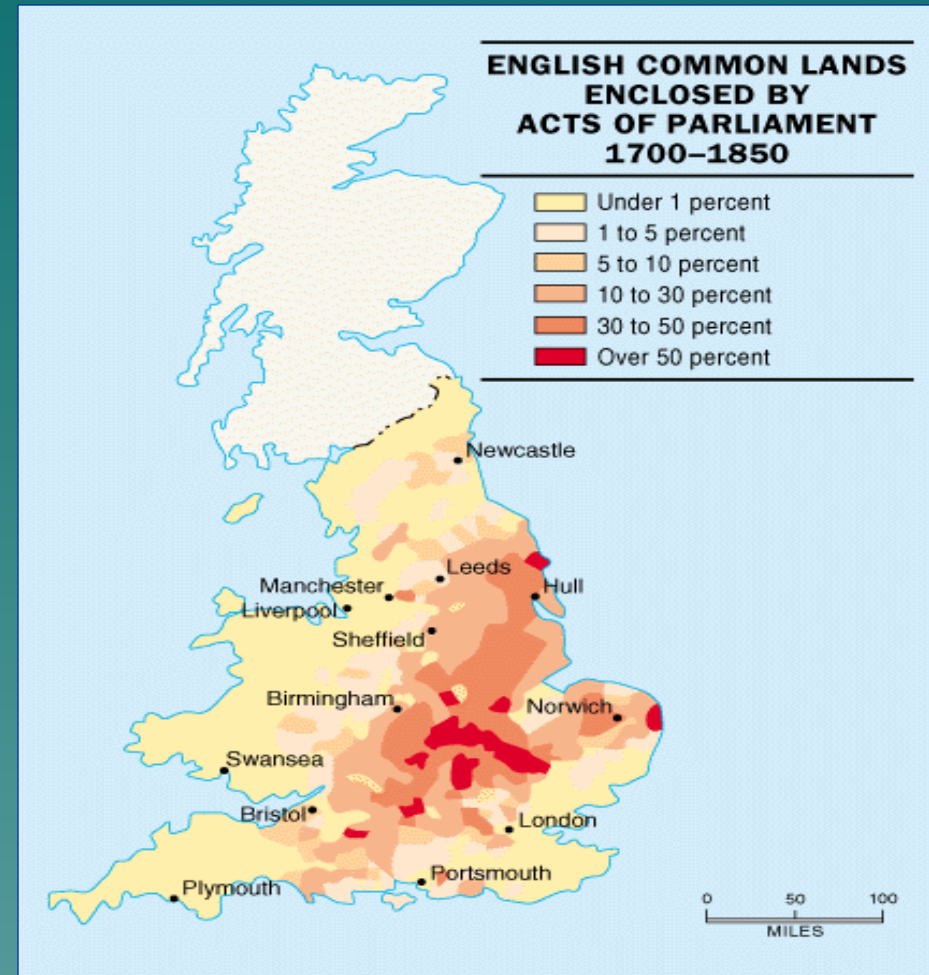 ENGLISH COMMON LANDS
ENCLOSED BY
ACTS OF PARLIAMENT
1700–1850
Under 1 percent
1 to 5 percent
5 to 10 percent
10 to 30 percent
30 to 50 percent
Over 50 percent
Newcastle
Leeds
Manchester
Hull
Liverpool
Sheffield
Birmingham
Norwich
Swansea
Bristol
London
Portsmouth
Plymouth
0 50 100
MILES